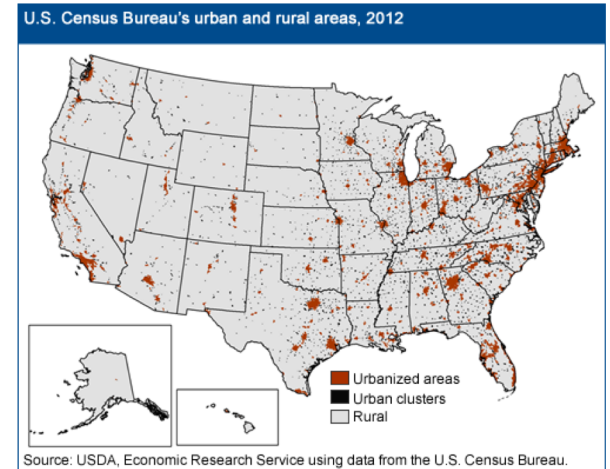 U.S. Census Bureau's urban and rural areas, 2012
Urbanized areas
Urban clusters
Rural
Source: USDA, Economic Research Service using data from the U.S. Census Bureau.